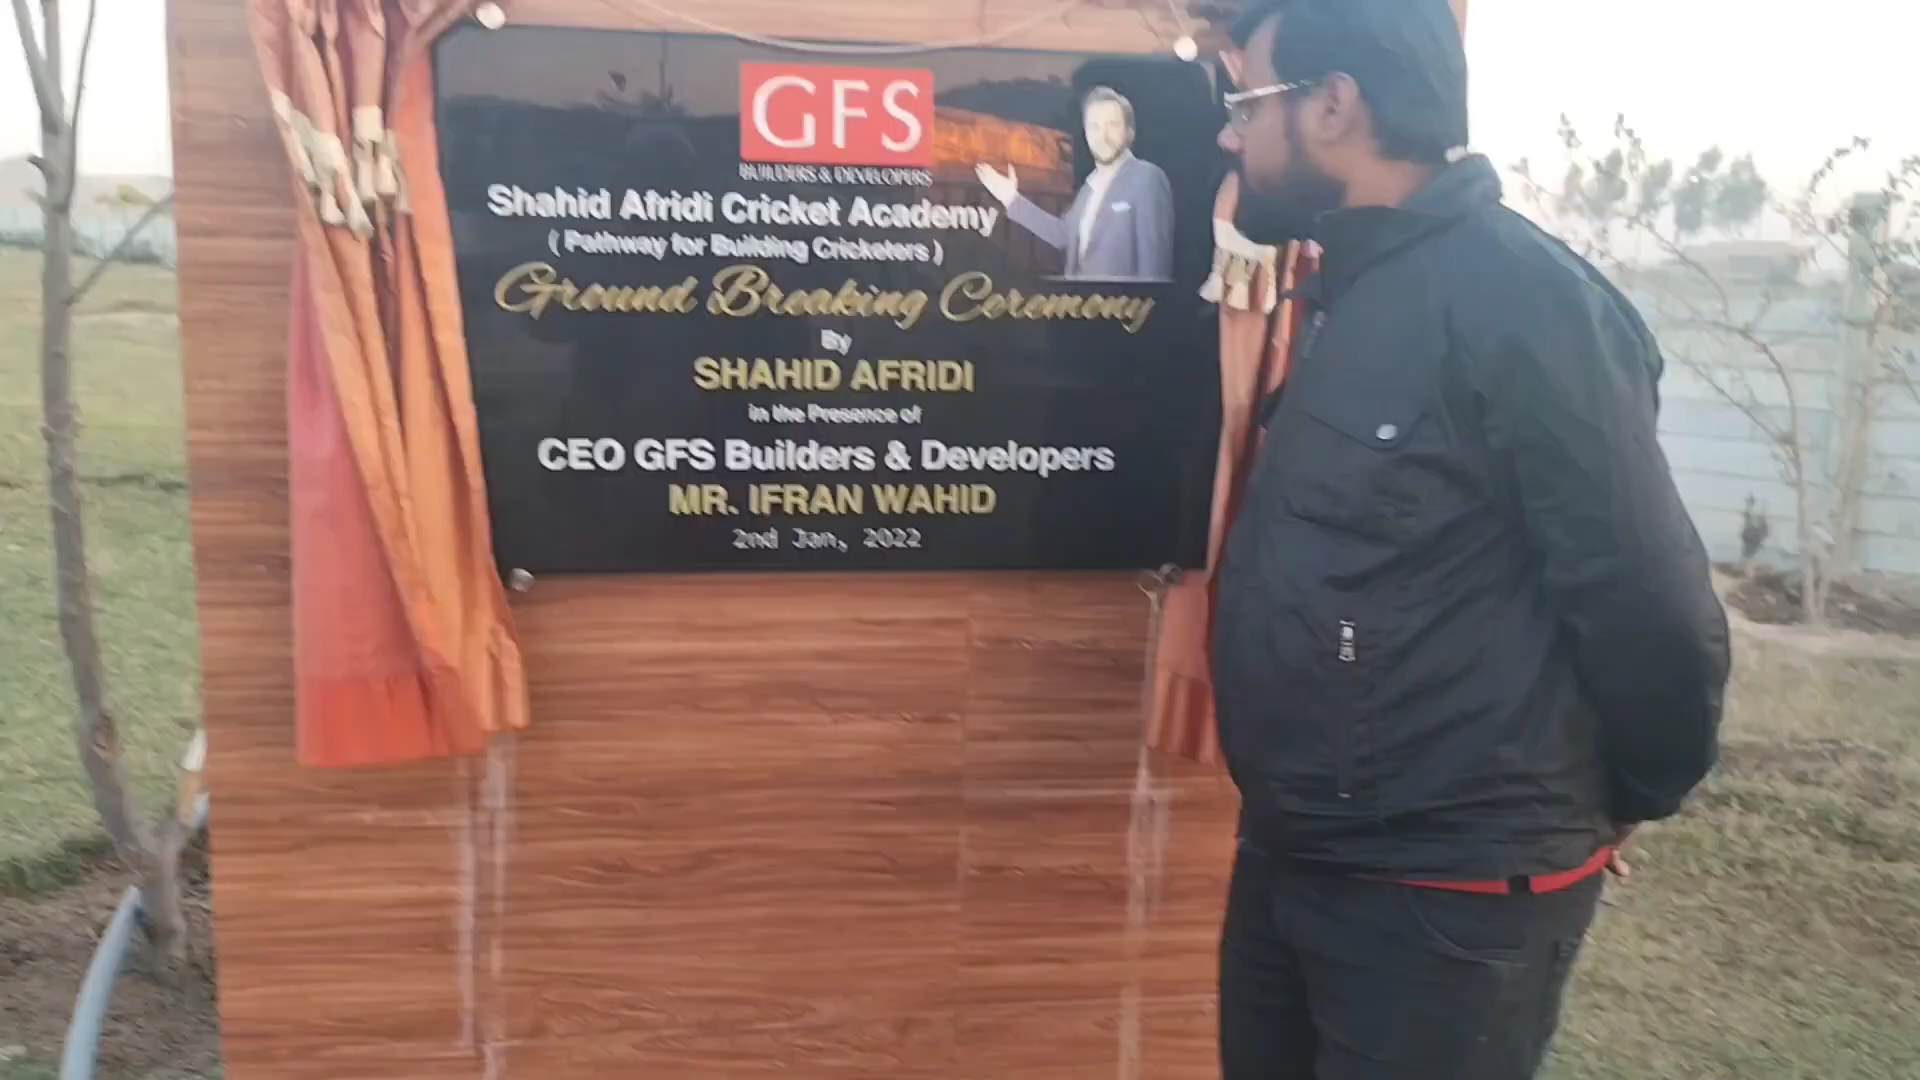 GFS
BUILDERS & DEVELOPERS
Shahid Afridi Cricket Academy
( Pathway for Building Cricketers )
Ground Breaking Ceremony
By
SHAHID AFRIDI
in the Presence of
CEO GFS Builders & Developers
MR. IFRAN WAHID
2nd Jan, 2022